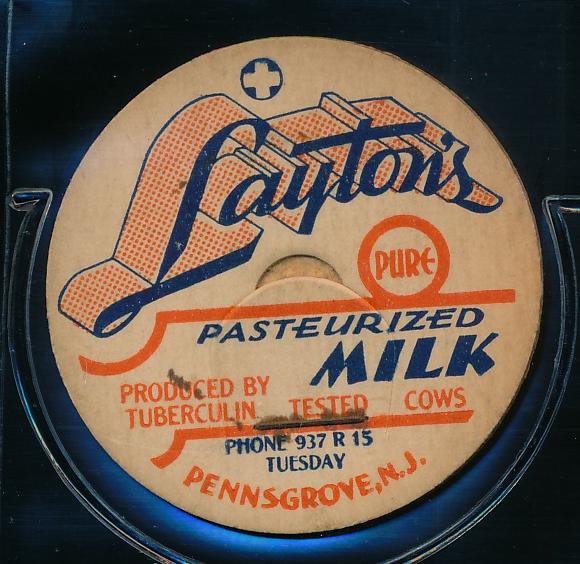 Layton's
PURE
PASTEURIZED
MILK
PRODUCED BY
TUBERCULIN TESTED COWS
PHONE 937 R 15
TUESDAY
PENNSGROVE, N.J.